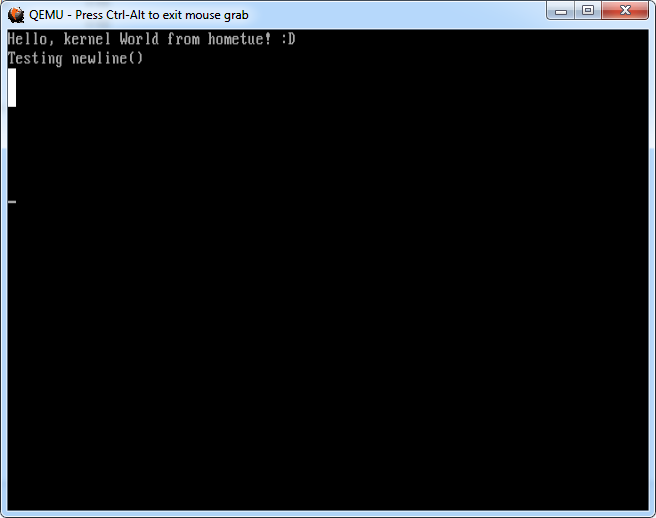 QEMU - Press Ctrl-Alt to exit mouse grab
Hello, kernel World from hometue! :D
Testing newline()